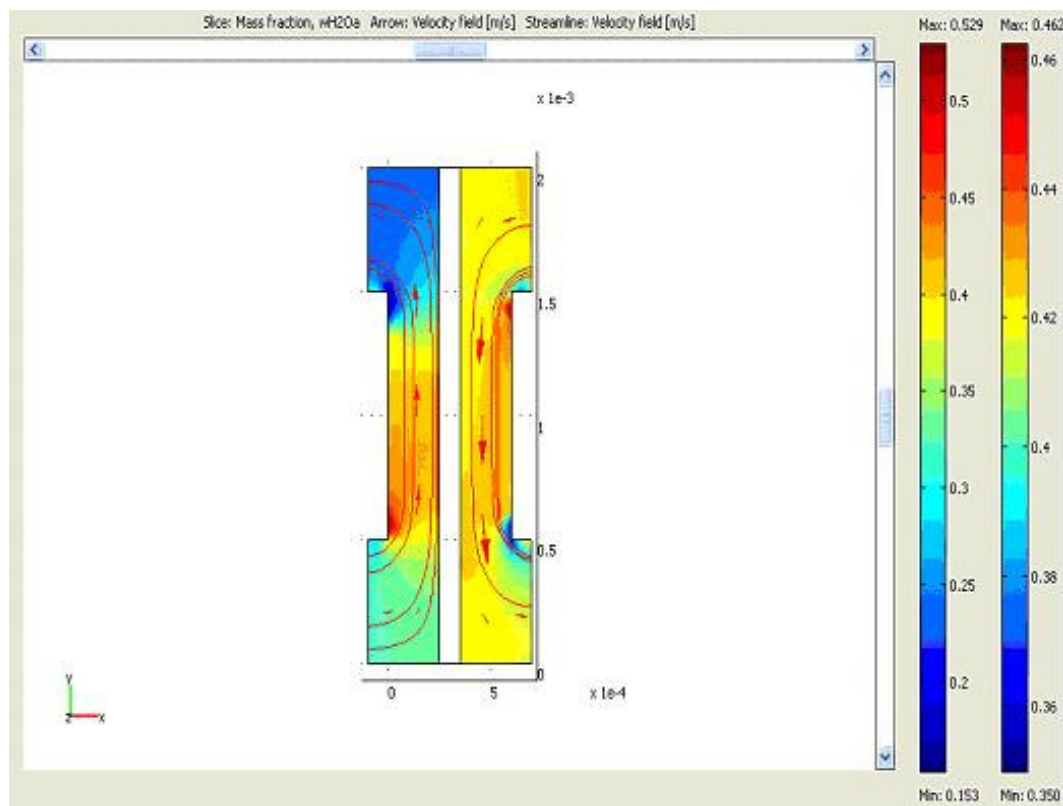 Slice: Mass fraction, wH2Oa Arrow: Velocity field [m/s] Streamline: Velocity field [m/s]
Max: 0.529
Max: 0.462
x 1e-3
2
1.5
1
0.5
0
0
5
x 1e-4
y
z
x
0.5
0.45
0.4
0.35
0.3
0.25
0.2
0.46
0.44
0.42
0.4
0.38
0.36
Min: 0.153
Min: 0.350